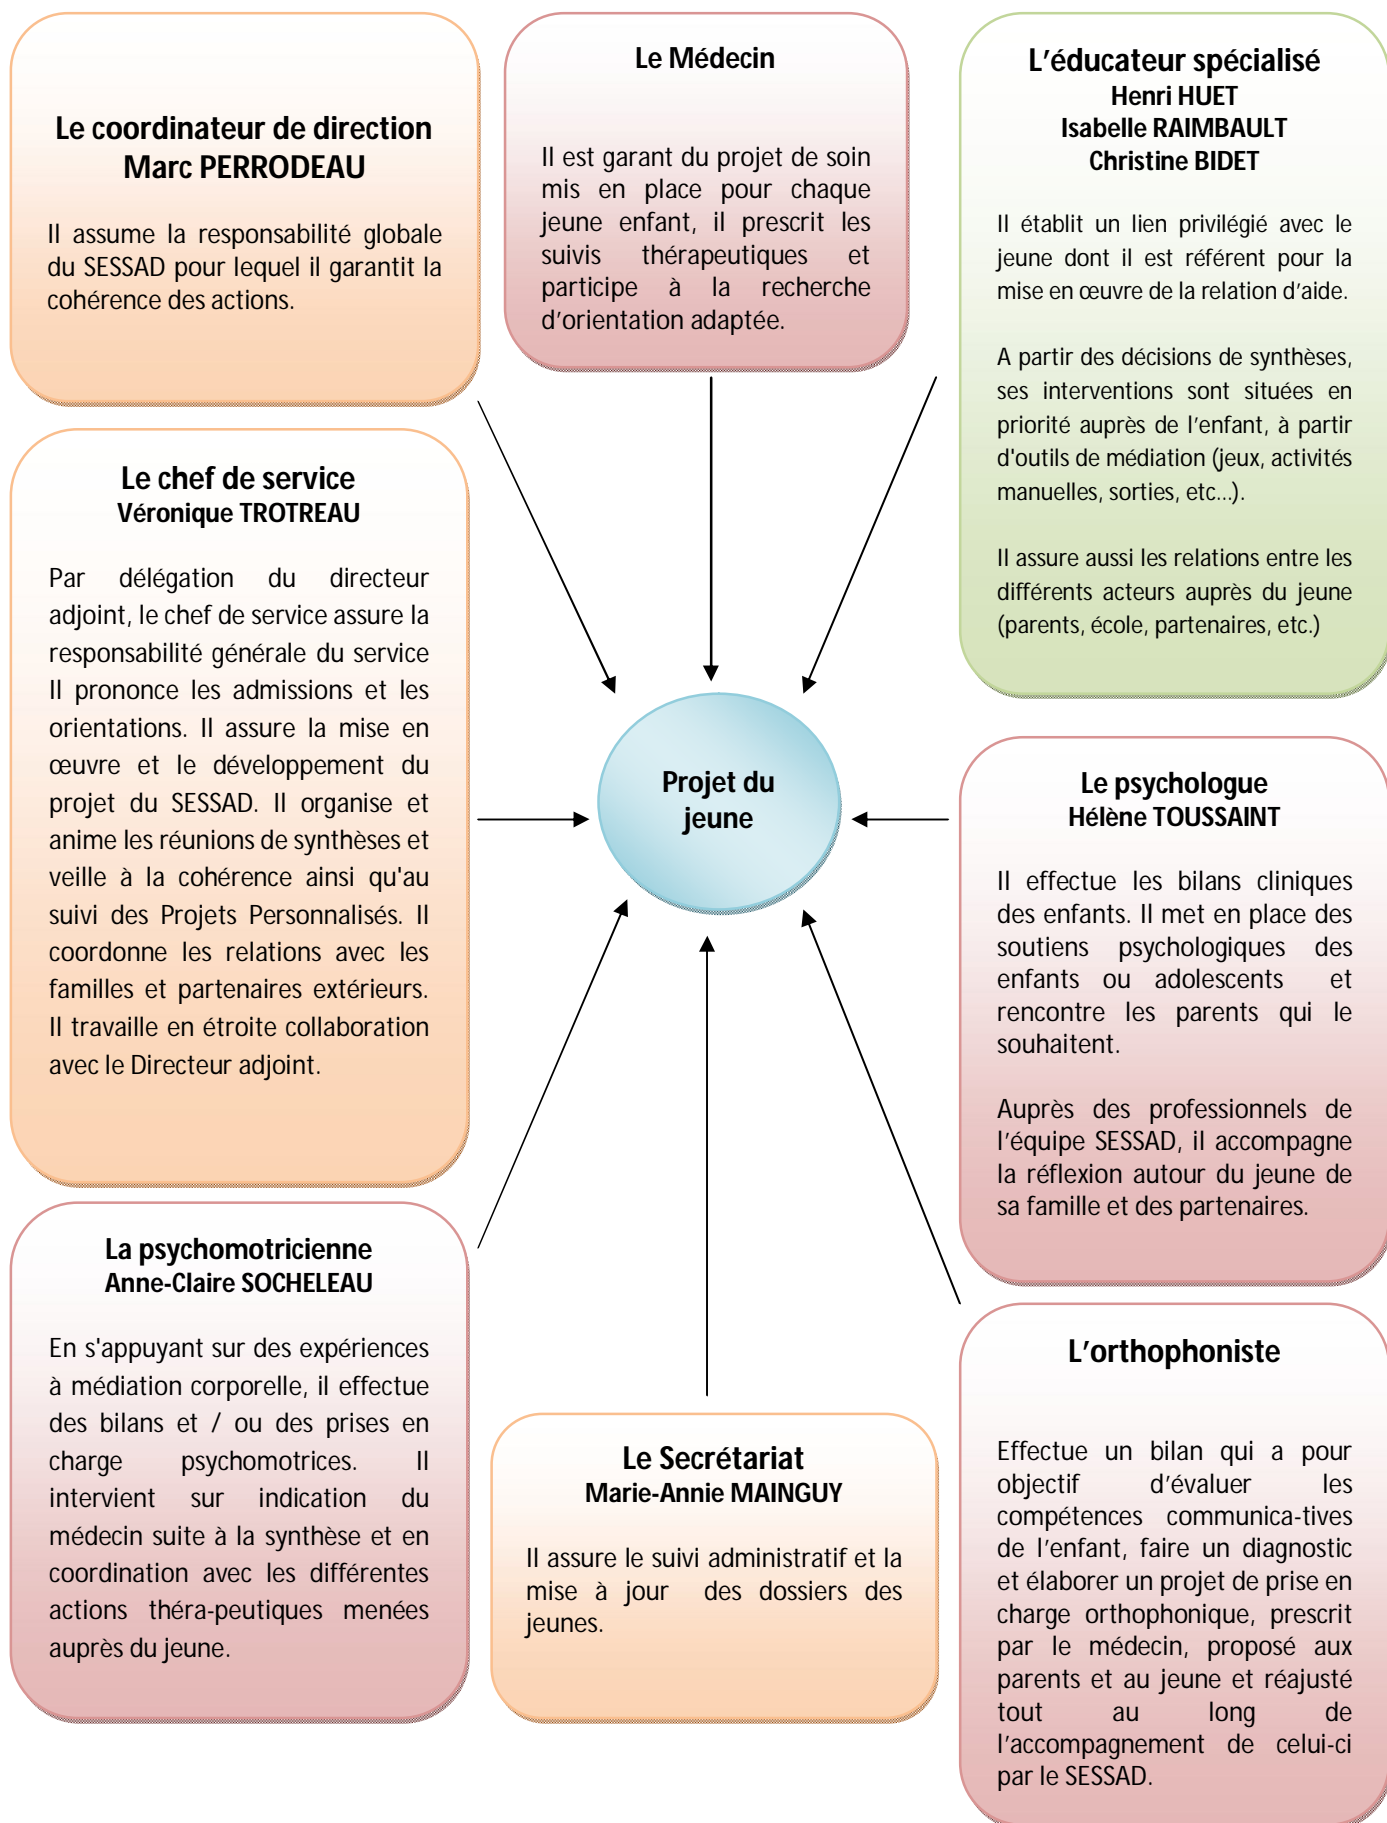 Le coordinateur de direction
Marc PERRODEAU
Il assume la responsabilité globale
du SESSAD pour lequel il garantit la
cohérence des actions.
Le Médecin
Il est garant du projet de soin
mis en place pour chaque
jeune enfant, il prescrit les
suivis thérapeutiques et
participe à la recherche
d'orientation adaptée.
L'éducateur spécialisé
Henri HUET
Isabelle RAIMBAULT
Christine BIDET
Il établit un lien privilégié avec le
jeune dont il est référent pour la
mise en œuvre de la relation d'aide.
A partir des décisions de synthèses,
ses interventions sont situées en
priorité auprès de l'enfant, à partir
d'outils de médiation (jeux, activités
manuelles, sorties, etc...).
Il assure aussi les relations entre les
différents acteurs auprès du jeune
(parents, école, partenaires, etc.)
Le chef de service
Véronique TROTREAU
Par délégation du directeur
adjoint, le chef de service assure la
responsabilité générale du service
Il prononce les admissions et les
orientations. Il assure la mise en
œuvre et le développement du
projet du SESSAD. Il organise et
anime les réunions de synthèses et
veille à la cohérence ainsi qu'au
suivi des Projets Personnalisés. Il
coordonne les relations avec les
familles et partenaires extérieurs.
Il travaille en étroite collaboration
avec le Directeur adjoint.
Projet du
jeune
Le psychologue
Hélène TOUSSAINT
Il effectue les bilans cliniques
des enfants. Il met en place des
soutiens psychologiques des
enfants ou adolescents et
rencontre les parents qui le
souhaitent.
Auprès des professionnels de
l'équipe SESSAD, il accompagne
la réflexion autour du jeune de
sa famille et des partenaires.
La psychomotricienne
Anne-Claire SOCHELEAU
En s'appuyant sur des expériences
à médiation corporelle, il effectue
des bilans et / ou des prises en
charge psychomotrices. Il
intervient sur indication du
médecin suite à la synthèse et en
coordination avec les différentes
actions théra-peutiques menées
auprès du jeune.
Le Secrétariat
Marie-Annie MAINGUY
Il assure le suivi administratif et la
mise à jour des dossiers des
jeunes.
L'orthophoniste
Effectue un bilan qui a pour
objectif d'évaluer les
compétences communica-tives
de l'enfant, faire un diagnostic
et élaborer un projet de prise en
charge orthophonique, prescrit
par le médecin, proposé aux
parents et au jeune et réajusté
tout au long de
l'accompagnement de celui-ci
par le SESSAD.